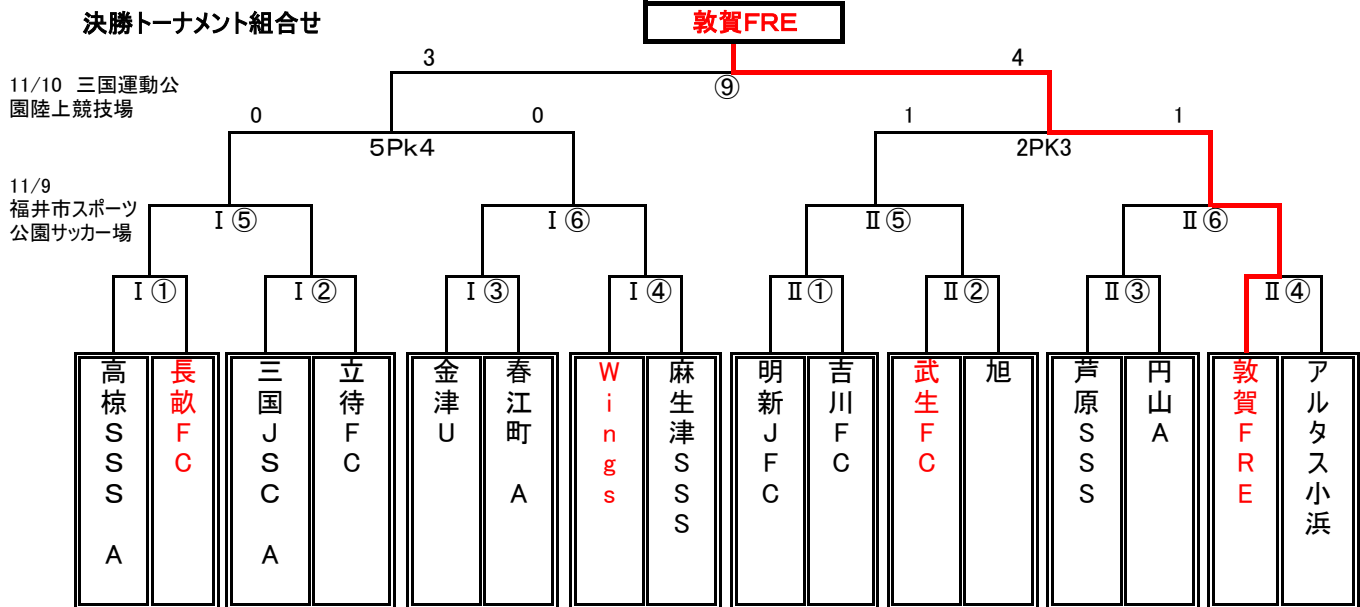 決勝トーナメント組合せ
敦賀FRE
3
4
11/10 三国運動公
園陸上競技場
⑨
0
0
1
1
5Pk4
2PK3
11/9
福井市スポーツ
公園サッカー場
Ⅰ⑤
Ⅰ⑥
Ⅱ⑤
Ⅱ⑥
Ⅰ①
Ⅰ②
Ⅰ③
Ⅰ④
Ⅱ①
Ⅱ②
Ⅱ③
Ⅱ④
高椋SSS A
長畝FC
三国JSC A
立待FC
金津U
春江町 A
Wings
麻生津SSS
明新JFC
吉川FC
武生FC
旭
芦原SSS
円山A
敦賀FRE
アルタス小浜